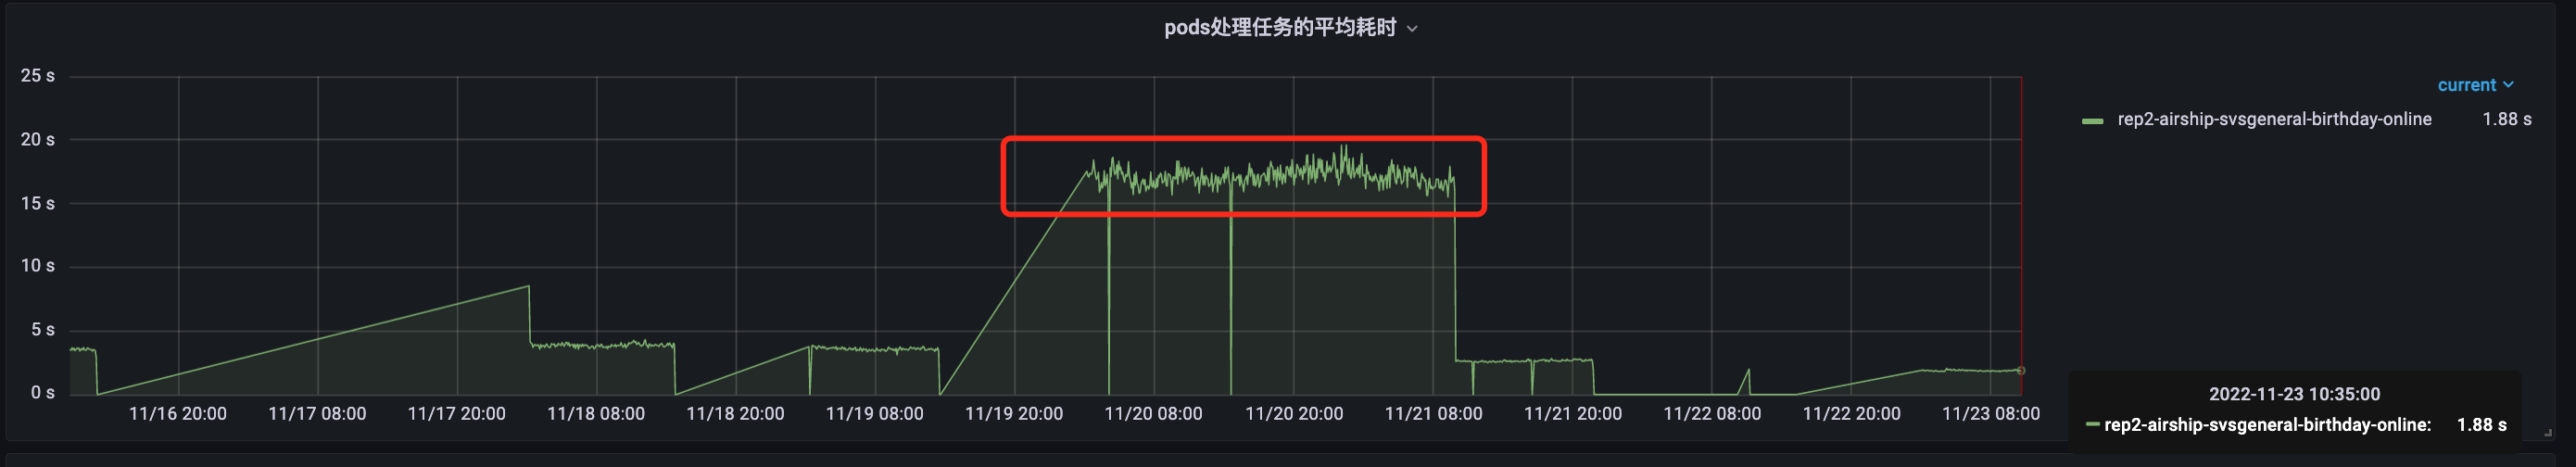 pods处理任务的平均耗时
25 s
20 s
15 s
10 s
5 s
0 s
11/16 20:00 11/17 08:00 11/17 20:00 11/18 08:00 11/18 20:00 11/19 08:00 11/19 20:00 11/20 08:00 11/20 20:00 11/21 08:00 11/21 20:00 11/22 08:00 11/22 20:00 11/23 08:00
current
rep2-airship-svsgeneral-birthday-online 1.88 s
2022-11-23 10:35:00
rep2-airship-svsgeneral-birthday-online: 1.88 s